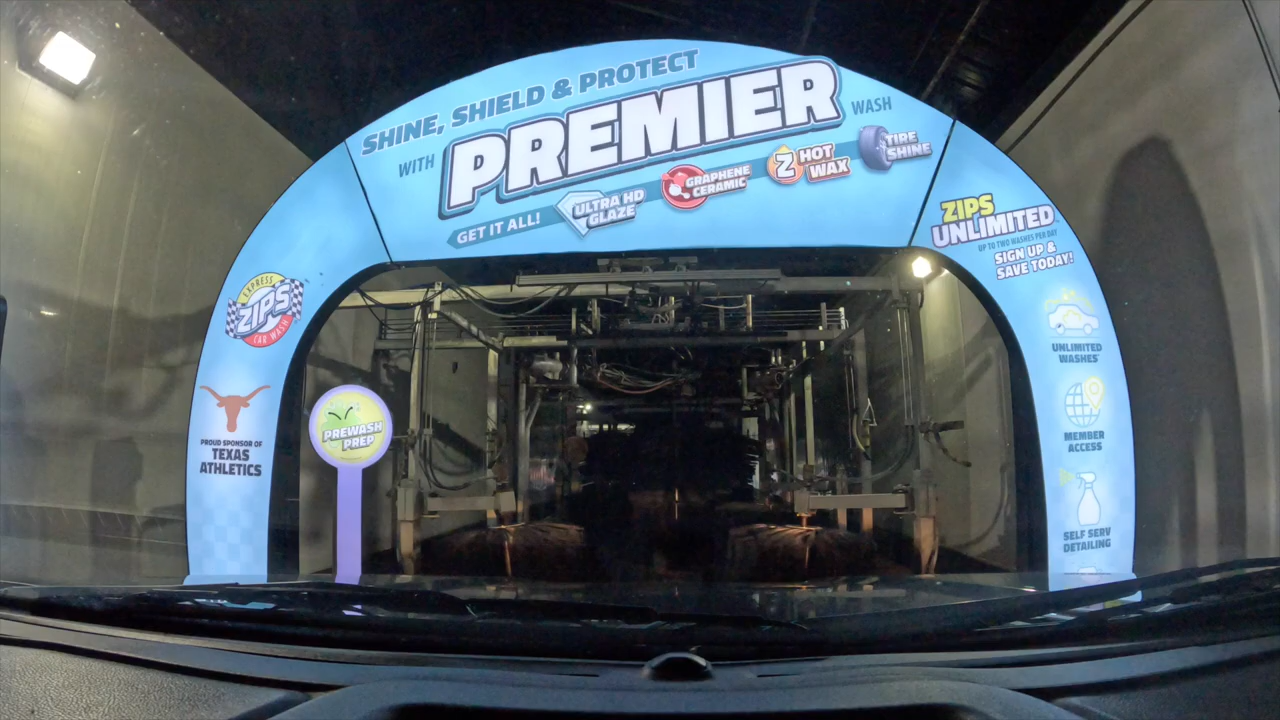 SHINE, SHIELD & PROTECT
WITH PREMIER WASH
GET IT ALL!
ULTRA HD
GLAZE
GRAPHENE
CERAMIC
Z HOT
WAX
TIRE
SHINE
ZIPS
UNLIMITED
UP TO TWO WASHES PER DAY
SIGN UP &
SAVE TODAY!
UNLIMITED
WASHES
MEMBER
ACCESS
SELF SERV
DETAILING
EXPRESS
ZIPS
CAR WASH
PROUD SPONSOR OF
TEXAS
ATHLETICS
PREWASH
PREP